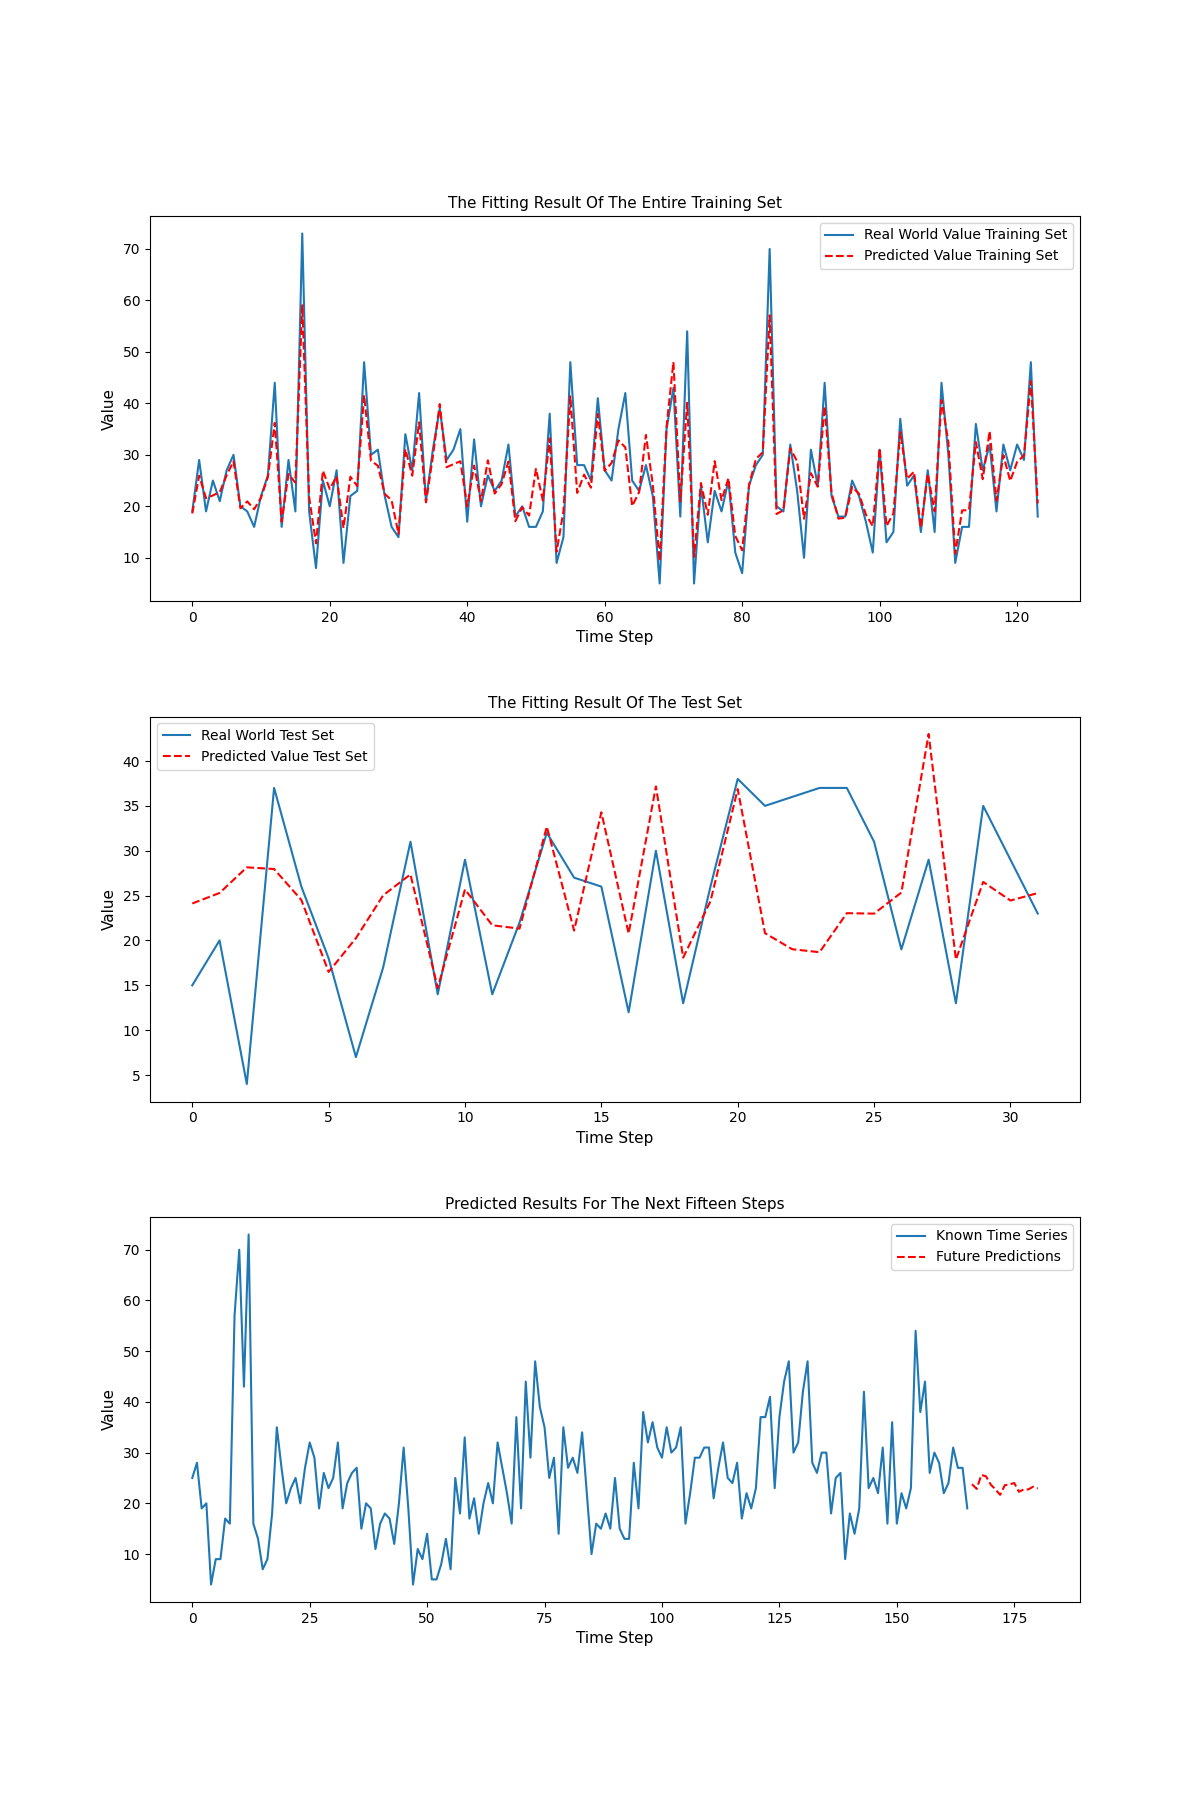 The Fitting Result Of The Entire Training Set
Real World Value Training Set
Predicted Value Training Set
Value
70
60
50
40
30
20
10
0 20 40 60 80 100 120
Time Step
The Fitting Result Of The Test Set
Real World Test Set
Predicted Value Test Set
Value
40
35
30
25
20
15
10
5
0 5 10 15 20 25 30
Time Step
Predicted Results For The Next Fifteen Steps
Known Time Series
Future Predictions
Value
70
60
50
40
30
20
10
0 25 50 75 100 125 150 175
Time Step